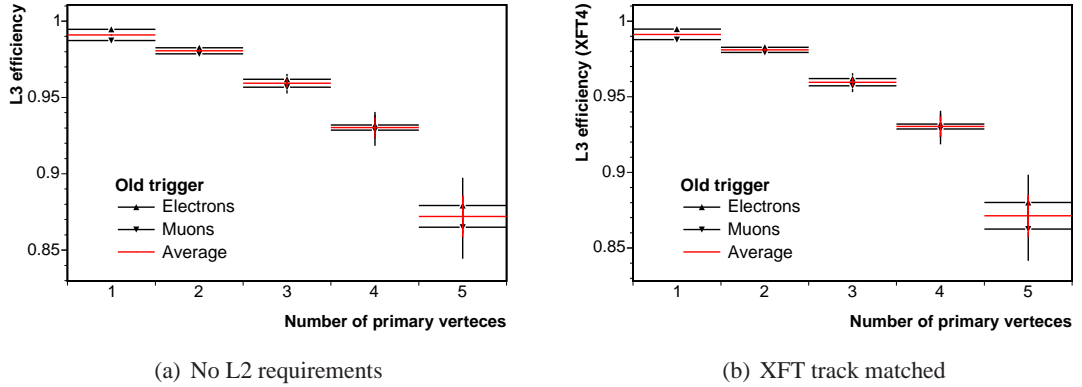 L3 efficiency
1
0.95
0.9
0.85
Old trigger
Electrons
Muons
Average
1 2 3 4 5
Number of primary verteces
(a) No L2 requirements
L3 efficiency (XFT4)
1
0.95
0.9
0.85
Old trigger
Electrons
Muons
Average
1 2 3 4 5
Number of primary verteces
(b) XFT track matched